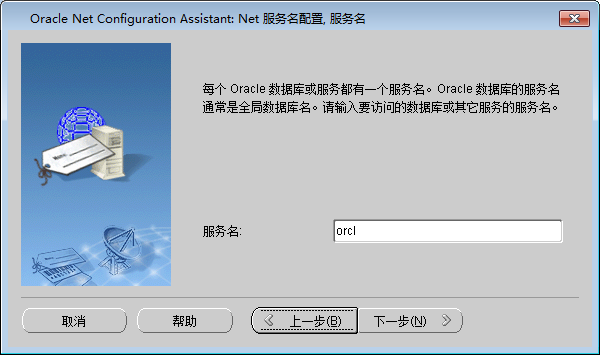 Oracle Net Configuration Assistant: Net 服务名配置, 服务名
每个 Oracle 数据库或服务都有一个服务名。Oracle 数据库的服务名
通常是全局数据库名。请输入要访问的数据库或其它服务的服务名。
服务名: orcl
取消 帮助 上一步(B) 下一步(N)